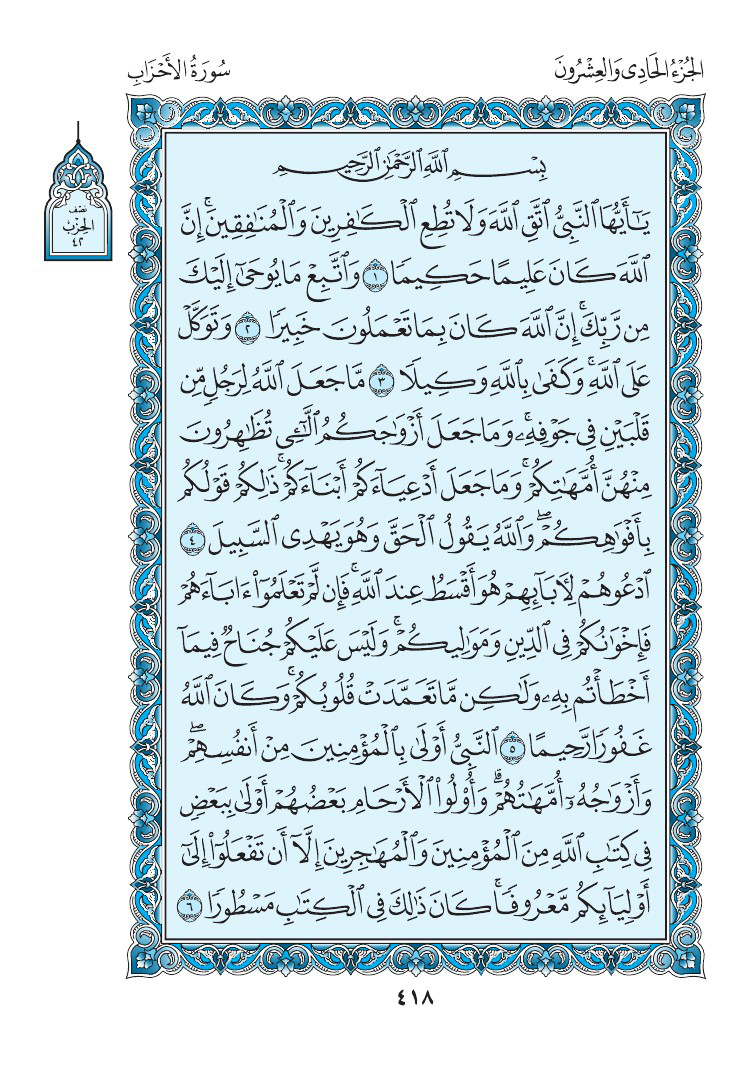 الجُزْءُ الحَادِى وَالعِشْرُونَ
سُورَةُ الأَحْزَابِ
نصف
الحِزْب
٤٢
بِسْمِ ٱللَّهِ ٱلرَّحْمَٰنِ ٱلرَّحِيمِ
يَٰٓأَيُّهَا ٱلنَّبِىُّ ٱتَّقِ ٱللَّهَ وَلَا تُطِعِ ٱلْكَٰفِرِينَ وَٱلْمُنَٰفِقِينَۚ إِنَّ
ٱللَّهَ كَانَ عَلِيمًا حَكِيمًا ١ وَٱتَّبِعْ مَا يُوحَىٰٓ إِلَيْكَ
مِن رَّبِّكَۚ إِنَّ ٱللَّهَ كَانَ بِمَا تَعْمَلُونَ خَبِيرًا ٢ وَتَوَكَّلْ
عَلَى ٱللَّهِۚ وَكَفَىٰ بِٱللَّهِ وَكِيلًا ٣ مَّا جَعَلَ ٱللَّهُ لِرَجُلٍ مِّن
قَلْبَيْنِ فِى جَوْفِهِۦۚ وَمَا جَعَلَ أَزْوَٰجَكُمُ ٱلَّٰٓـِٔى تُظَٰهِرُونَ
مِنْهُنَّ أُمَّهَٰتِكُمْۚ وَمَا جَعَلَ أَدْعِيَآءَكُمْ أَبْنَآءَكُمْۚ ذَٰلِكُمْ قَوْلُكُم
بِأَفْوَٰهِكُمْۖ وَٱللَّهُ يَقُولُ ٱلْحَقَّ وَهُوَ يَهْدِى ٱلسَّبِيلَ ٤
ٱدْعُوهُمْ لِءَابَآئِهِمْ هُوَ أَقْسَطُ عِندَ ٱللَّهِۚ فَإِن لَّمْ تَعْلَمُوٓا۟ ءَابَآءَهُمْ
فَإِخْوَٰنُكُمْ فِى ٱلدِّينِ وَمَوَٰلِيكُمْۚ وَلَيْسَ عَلَيْكُمْ جُنَاحٌ فِيمَآ
أَخْطَأْتُم بِهِۦ وَلَٰكِن مَّا تَعَمَّدَتْ قُلُوبُكُمْۚ وَكَانَ ٱللَّهُ
غَفُورًا رَّحِيمًا ٥ ٱلنَّبِىُّ أَوْلَىٰ بِٱلْمُؤْمِنِينَ مِنْ أَنفُسِهِمْۖ
وَأَزْوَٰجُهُۥٓ أُمَّهَٰتُهُمْۗ وَأُو۟لُوا۟ ٱلْأَرْحَامِ بَعْضُهُمْ أَوْلَىٰ بِبَعْضٍ
فِى كِتَٰبِ ٱللَّهِ مِنَ ٱلْمُؤْمِنِينَ وَٱلْمُهَٰجِرِينَ إِلَّآ أَن تَفْعَلُوٓا۟ إِلَىٰٓ
أَوْلِيَآئِكُم مَّعْرُوفًاۚ كَانَ ذَٰلِكَ فِى ٱلْكِتَٰبِ مَسْطُورًا ٦
٤١٨